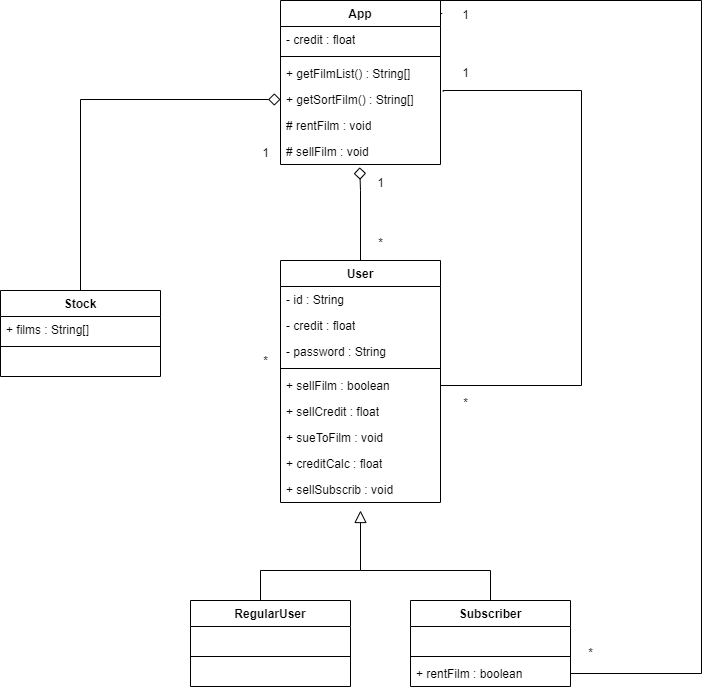 App
1
- credit : float
+ getFilmList() : String[]
1
+ getSortFilm() : String[]
# rentFilm : void
1
# sellFilm : void
1
*
User
Stock
- id : String
+ films : String[]
- credit : float
- password : String
*
+ sellFilm : boolean
*
+ sellCredit : float
+ sueToFilm : void
+ creditCalc : float
+ sellSubscrib : void
RegularUser
Subscriber
*
+ rentFilm : boolean